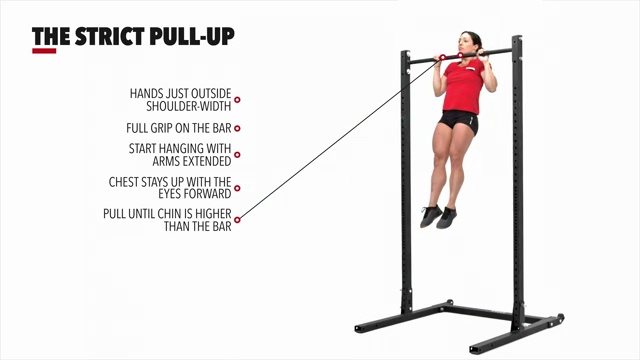 THE STRICT PULL-UP
HANDS JUST OUTSIDE
SHOULDER-WIDTH
FULL GRIP ON THE BAR
START HANGING WITH
ARMS EXTENDED
CHEST STAYS UP WITH THE
EYES FORWARD
PULL UNTIL CHIN IS HIGHER
THAN THE BAR